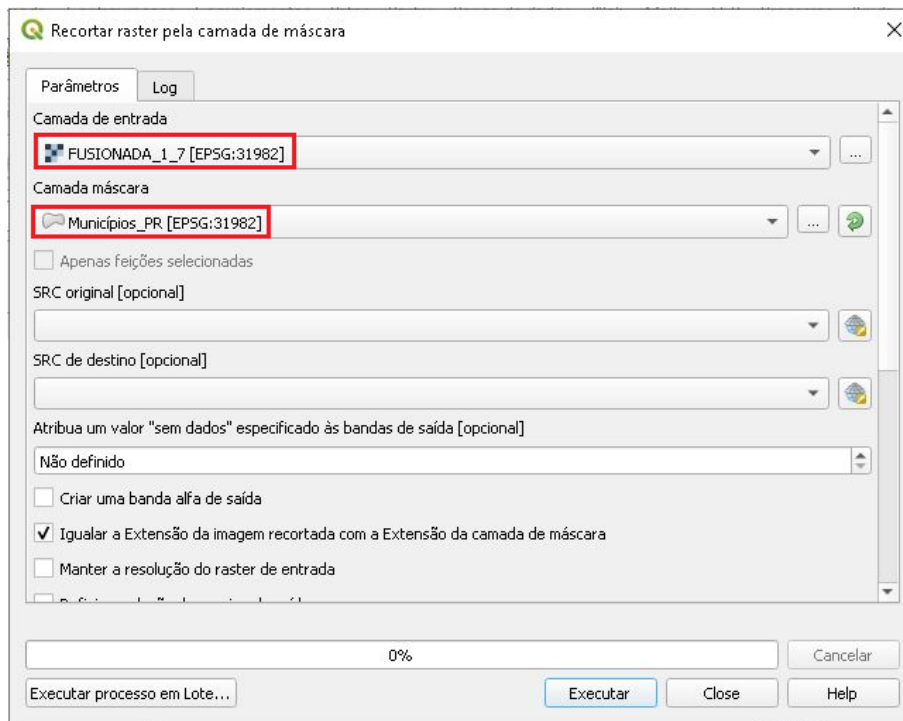 Recortar raster pela camada de máscara
Parâmetros
Log
Camada de entrada
FUSIONADA_1_7 [EPSG:31982]
...
Camada máscara
Municípios_PR [EPSG:31982]
...
Apenas feições selecionadas
SRC original [opcional]
SRC de destino [opcional]
Atribua um valor "sem dados" especificado às bandas de saída [opcional]
Não definido
Criar uma banda alfa de saída
Igualar a Extensão da imagem recortada com a Extensão da camada de máscara
Manter a resolução do raster de entrada
0%
Cancelar
Executar processo em Lote...
Executar
Close
Help